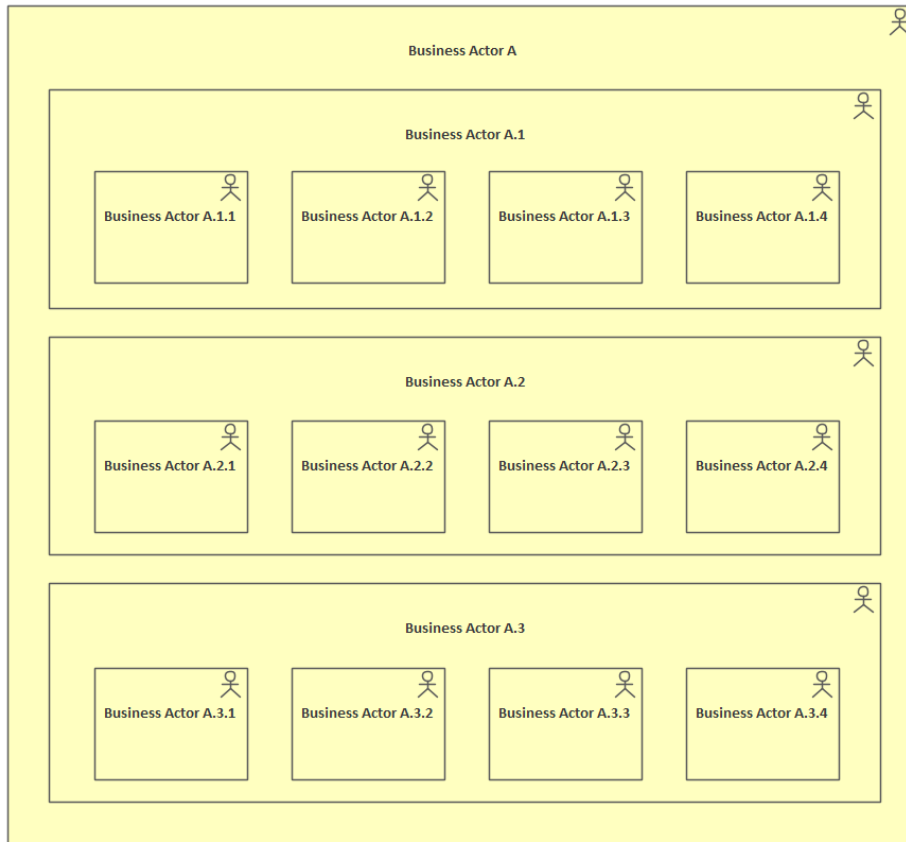 Business Actor A
Business Actor A.1
Business Actor A.1.1
Business Actor A.1.2
Business Actor A.1.3
Business Actor A.1.4
Business Actor A.2
Business Actor A.2.1
Business Actor A.2.2
Business Actor A.2.3
Business Actor A.2.4
Business Actor A.3
Business Actor A.3.1
Business Actor A.3.2
Business Actor A.3.3
Business Actor A.3.4